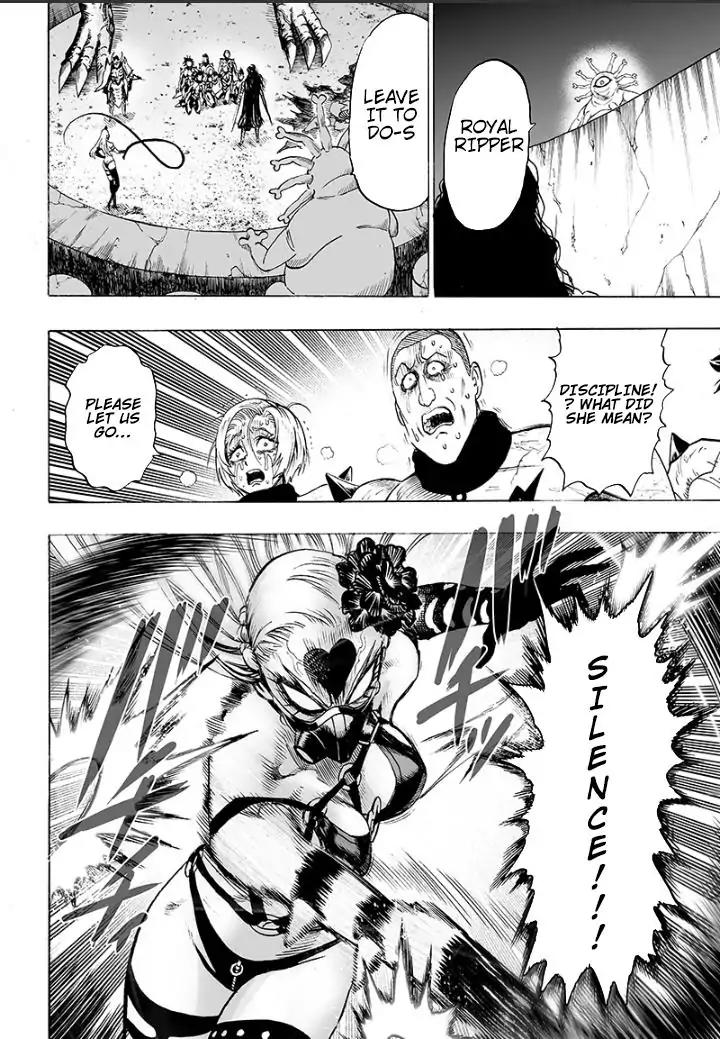 ROYAL
RIPPER
LEAVE
IT TO
DO-S
DISCIPLINE!
? WHAT DID
SHE MEAN?
PLEASE
LET US
GO...
SILENCE!!!